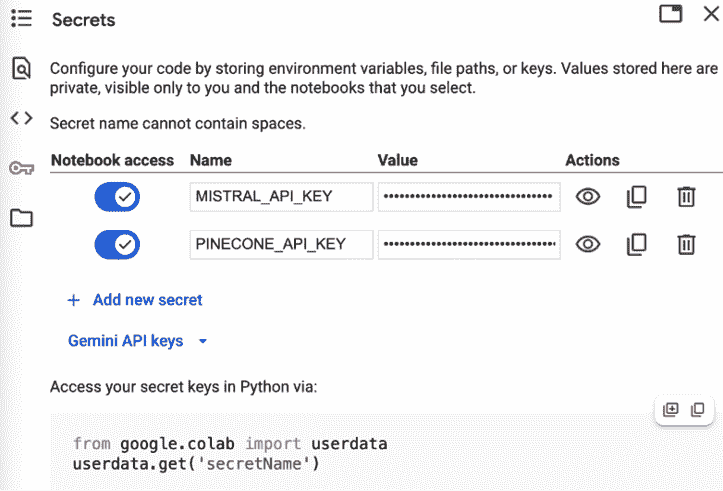 Secrets
Configure your code by storing environment variables, file paths, or keys. Values stored here are
private, visible only to you and the notebooks that you select.
Secret name cannot contain spaces.
Notebook access Name Value Actions
MISTRAL_API_KEY ••••••••••••••••••••••••••••••••
PINECONE_API_KEY ••••••••••••••••••••••••••••••••
+ Add new secret
Gemini API keys
Access your secret keys in Python via:
from google.colab import userdata
userdata.get('secretName')